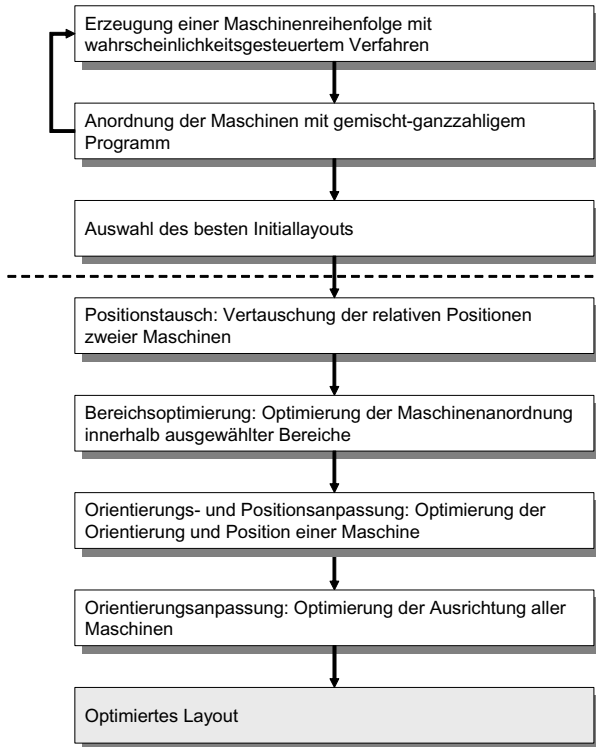 Erzeugung einer Maschinenreihenfolge mit
wahrscheinlichkeitsgesteuertem Verfahren
Anordnung der Maschinen mit gemischt-ganzzahligem
Programm
Auswahl des besten Initiallayouts
Positionstausch: Vertauschung der relativen Positionen
zweier Maschinen
Bereichsoptimierung: Optimierung der Maschinenanordnung
innerhalb ausgewählter Bereiche
Orientierungs- und Positionsanpassung: Optimierung der
Orientierung und Position einer Maschine
Orientierungsanpassung: Optimierung der Ausrichtung aller
Maschinen
Optimiertes Layout